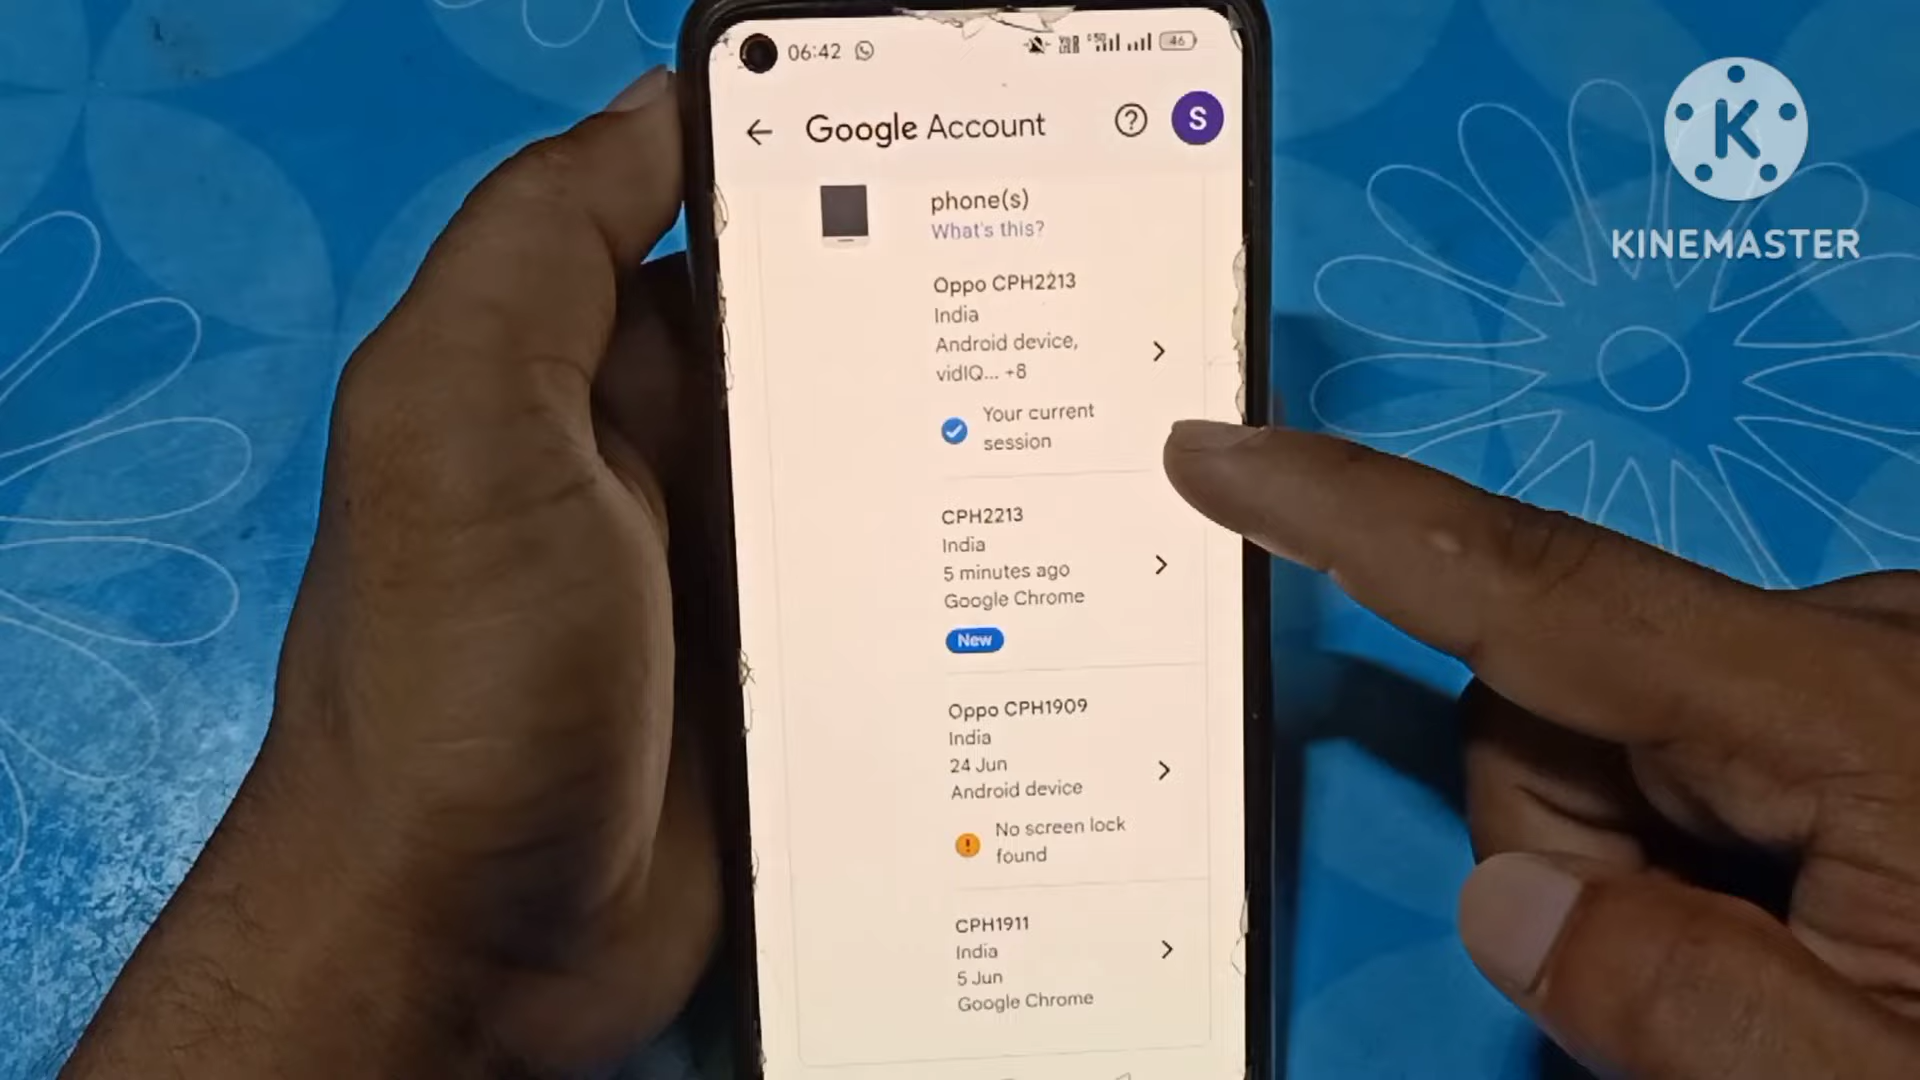 06:42
46
Google Account
S
phone(s)
What's this?
Oppo CPH2213
India
Android device,
vidIQ... +8
Your current
session
CPH2213
India
5 minutes ago
Google Chrome
New
Oppo CPH1909
India
24 Jun
Android device
No screen lock
found
CPH1911
India
5 Jun
Google Chrome
K
KINEMASTER